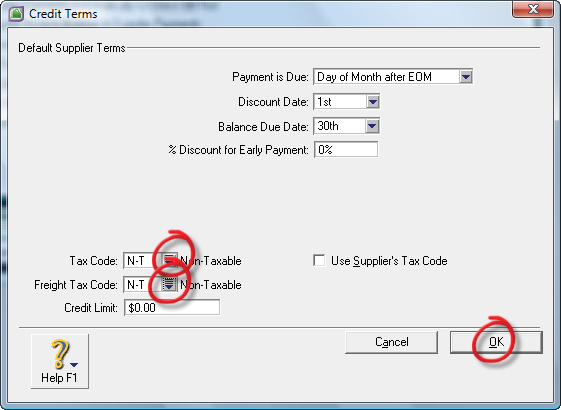 Credit Terms
Default Supplier Terms
Payment is Due: Day of Month after EOM
Discount Date: 1st
Balance Due Date: 30th
% Discount for Early Payment: 0%
Tax Code: N-T Non-Taxable Use Supplier's Tax Code
Freight Tax Code: N-T Non-Taxable
Credit Limit: $0.00
Cancel OK
?
Help F1